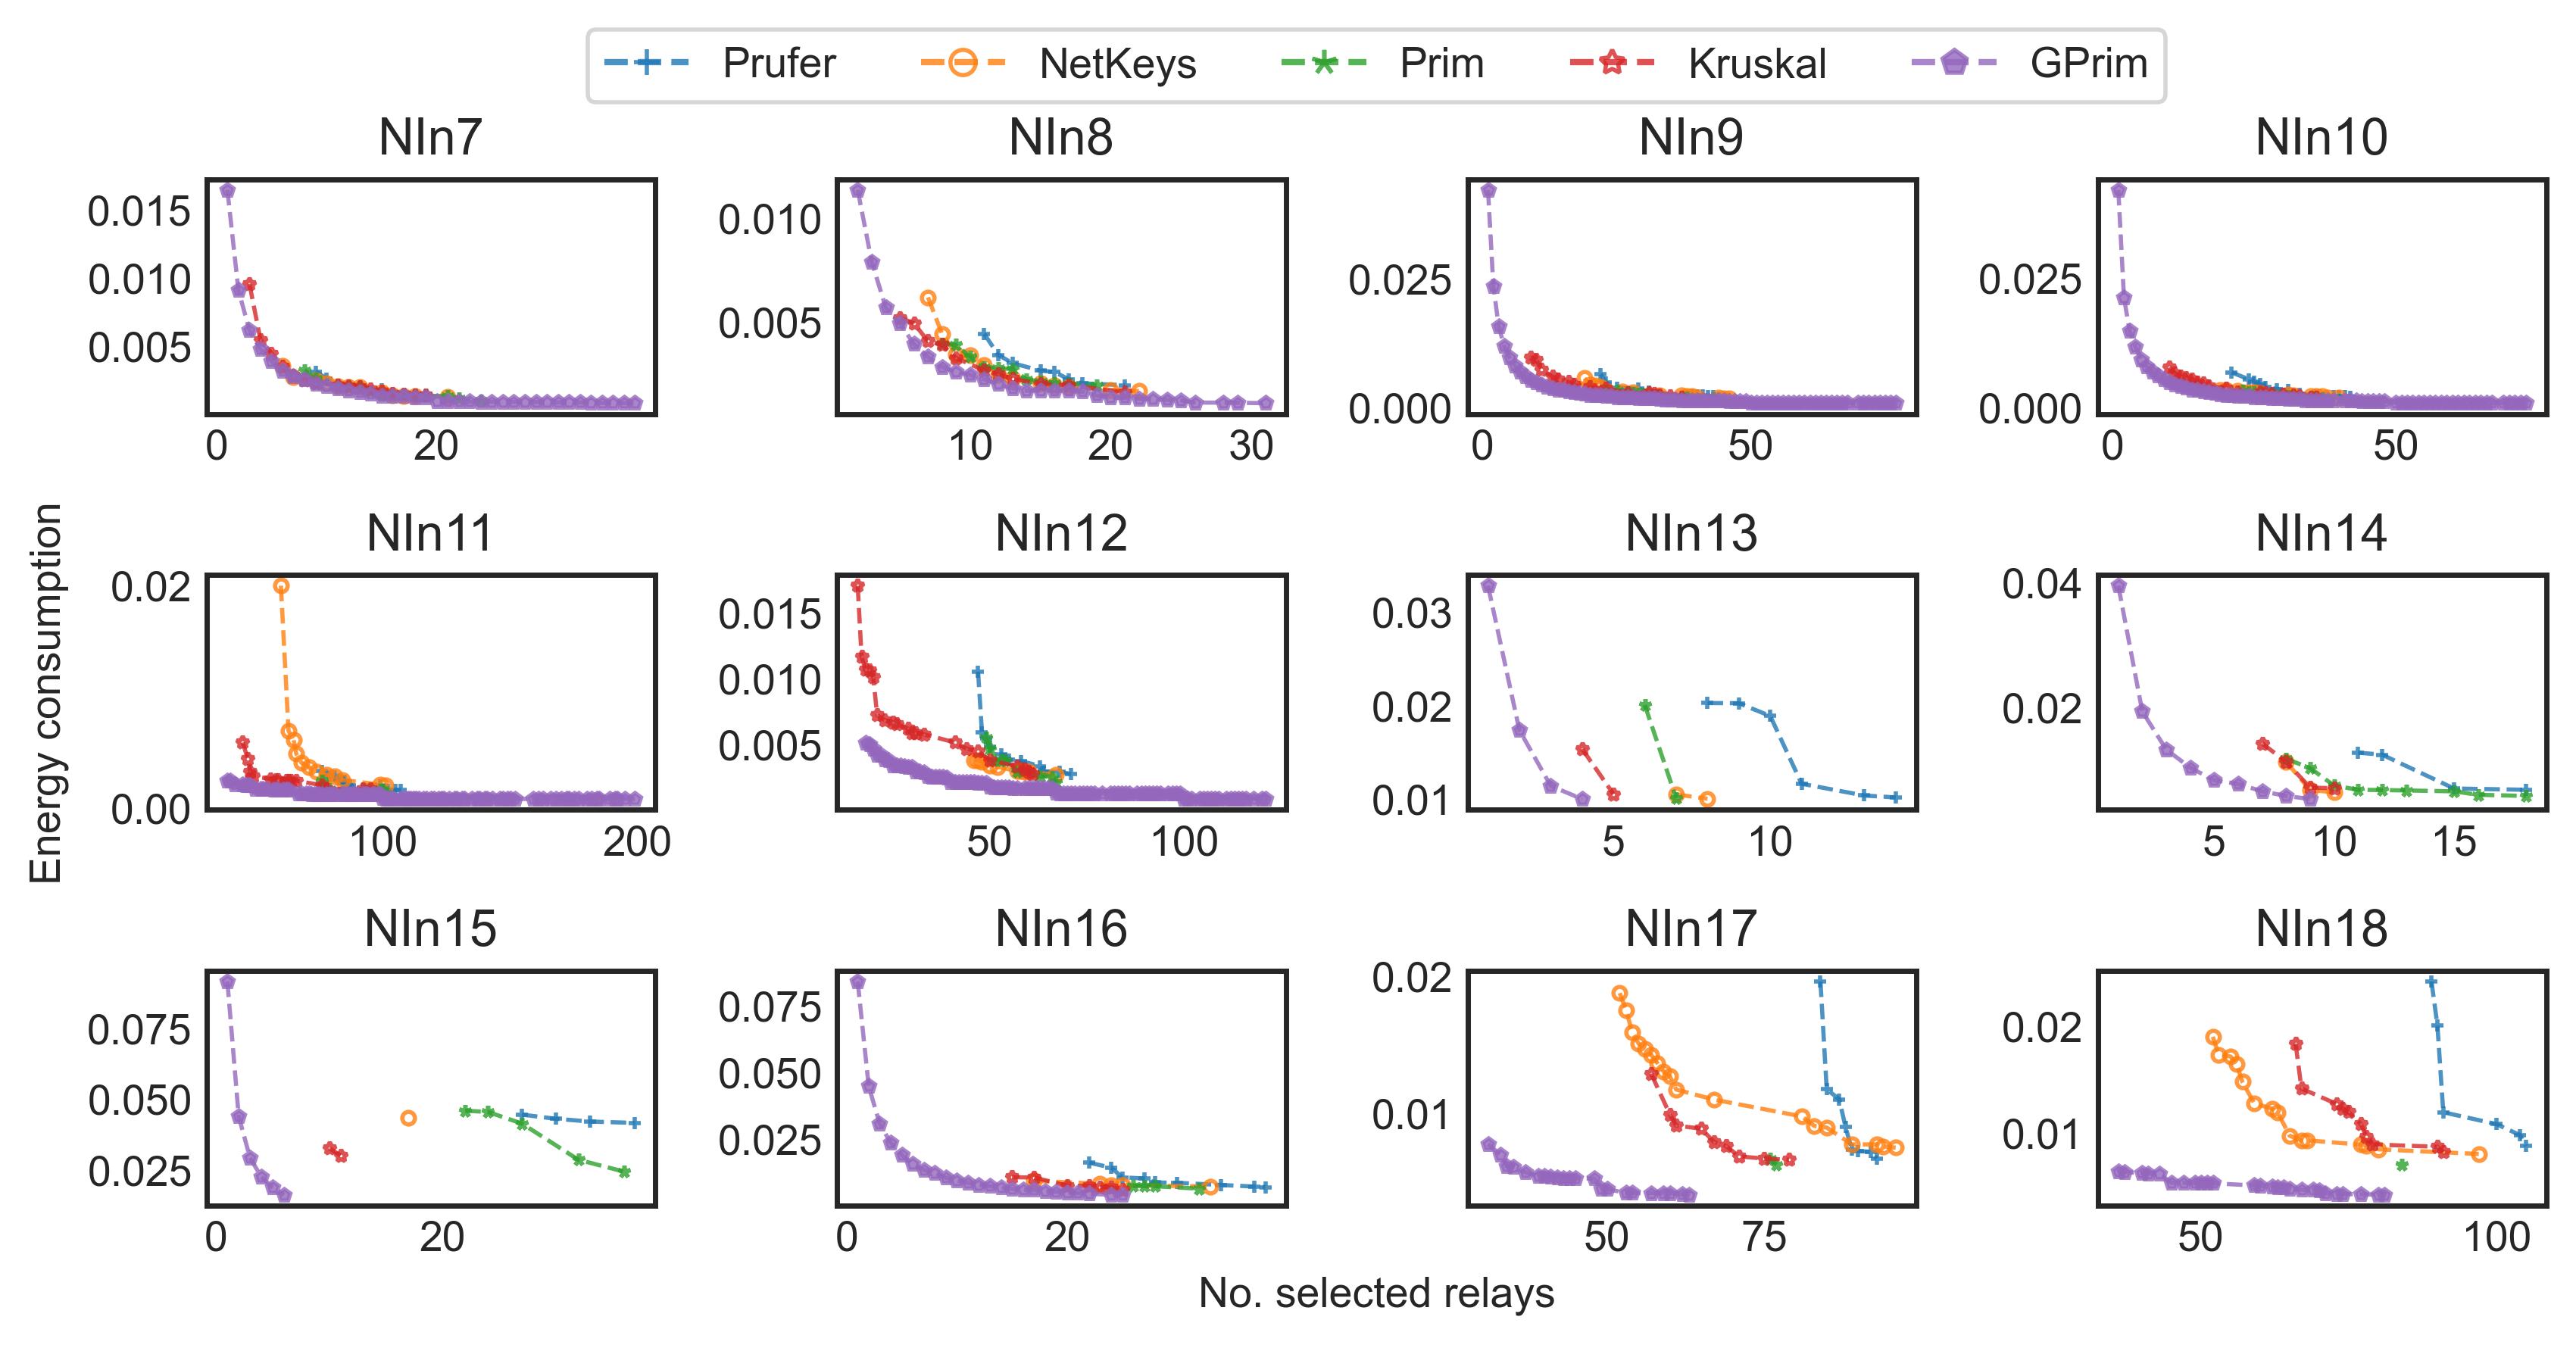 Prufer NetKeys Prim Kruskal GPrim
NIn7 NIn8 NIn9 NIn10
0.015 0.010 0.005
0 20
0.010 0.005
10 20 30
0.025 0.000
0 50
0.025 0.000
0 50
Energy consumption
NIn11 NIn12 NIn13 NIn14
0.02 0.00
100 200
0.015 0.010 0.005
50 100
0.03 0.02 0.01
5 10
0.04 0.02
5 10 15
NIn15 NIn16 NIn17 NIn18
0.075 0.050 0.025
0 20
0.075 0.050 0.025
0 20
0.02 0.01
50 75
0.02 0.01
50 100
No. selected relays